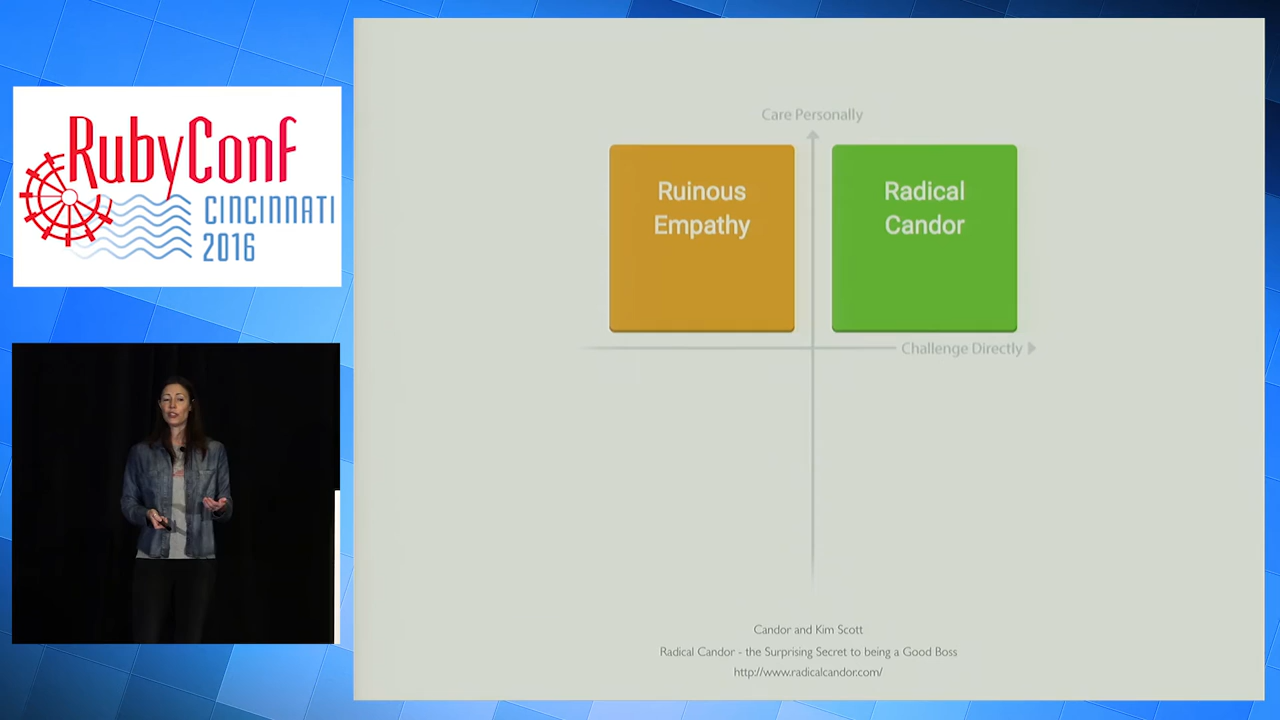 RubyConf
CINCINNATI
2016
Care Personally
Ruinous
Empathy
Radical
Candor
Challenge Directly
Candor and Kim Scott
Radical Candor - the Surprising Secret to being a Good Boss
http://www.radicalcandor.com/